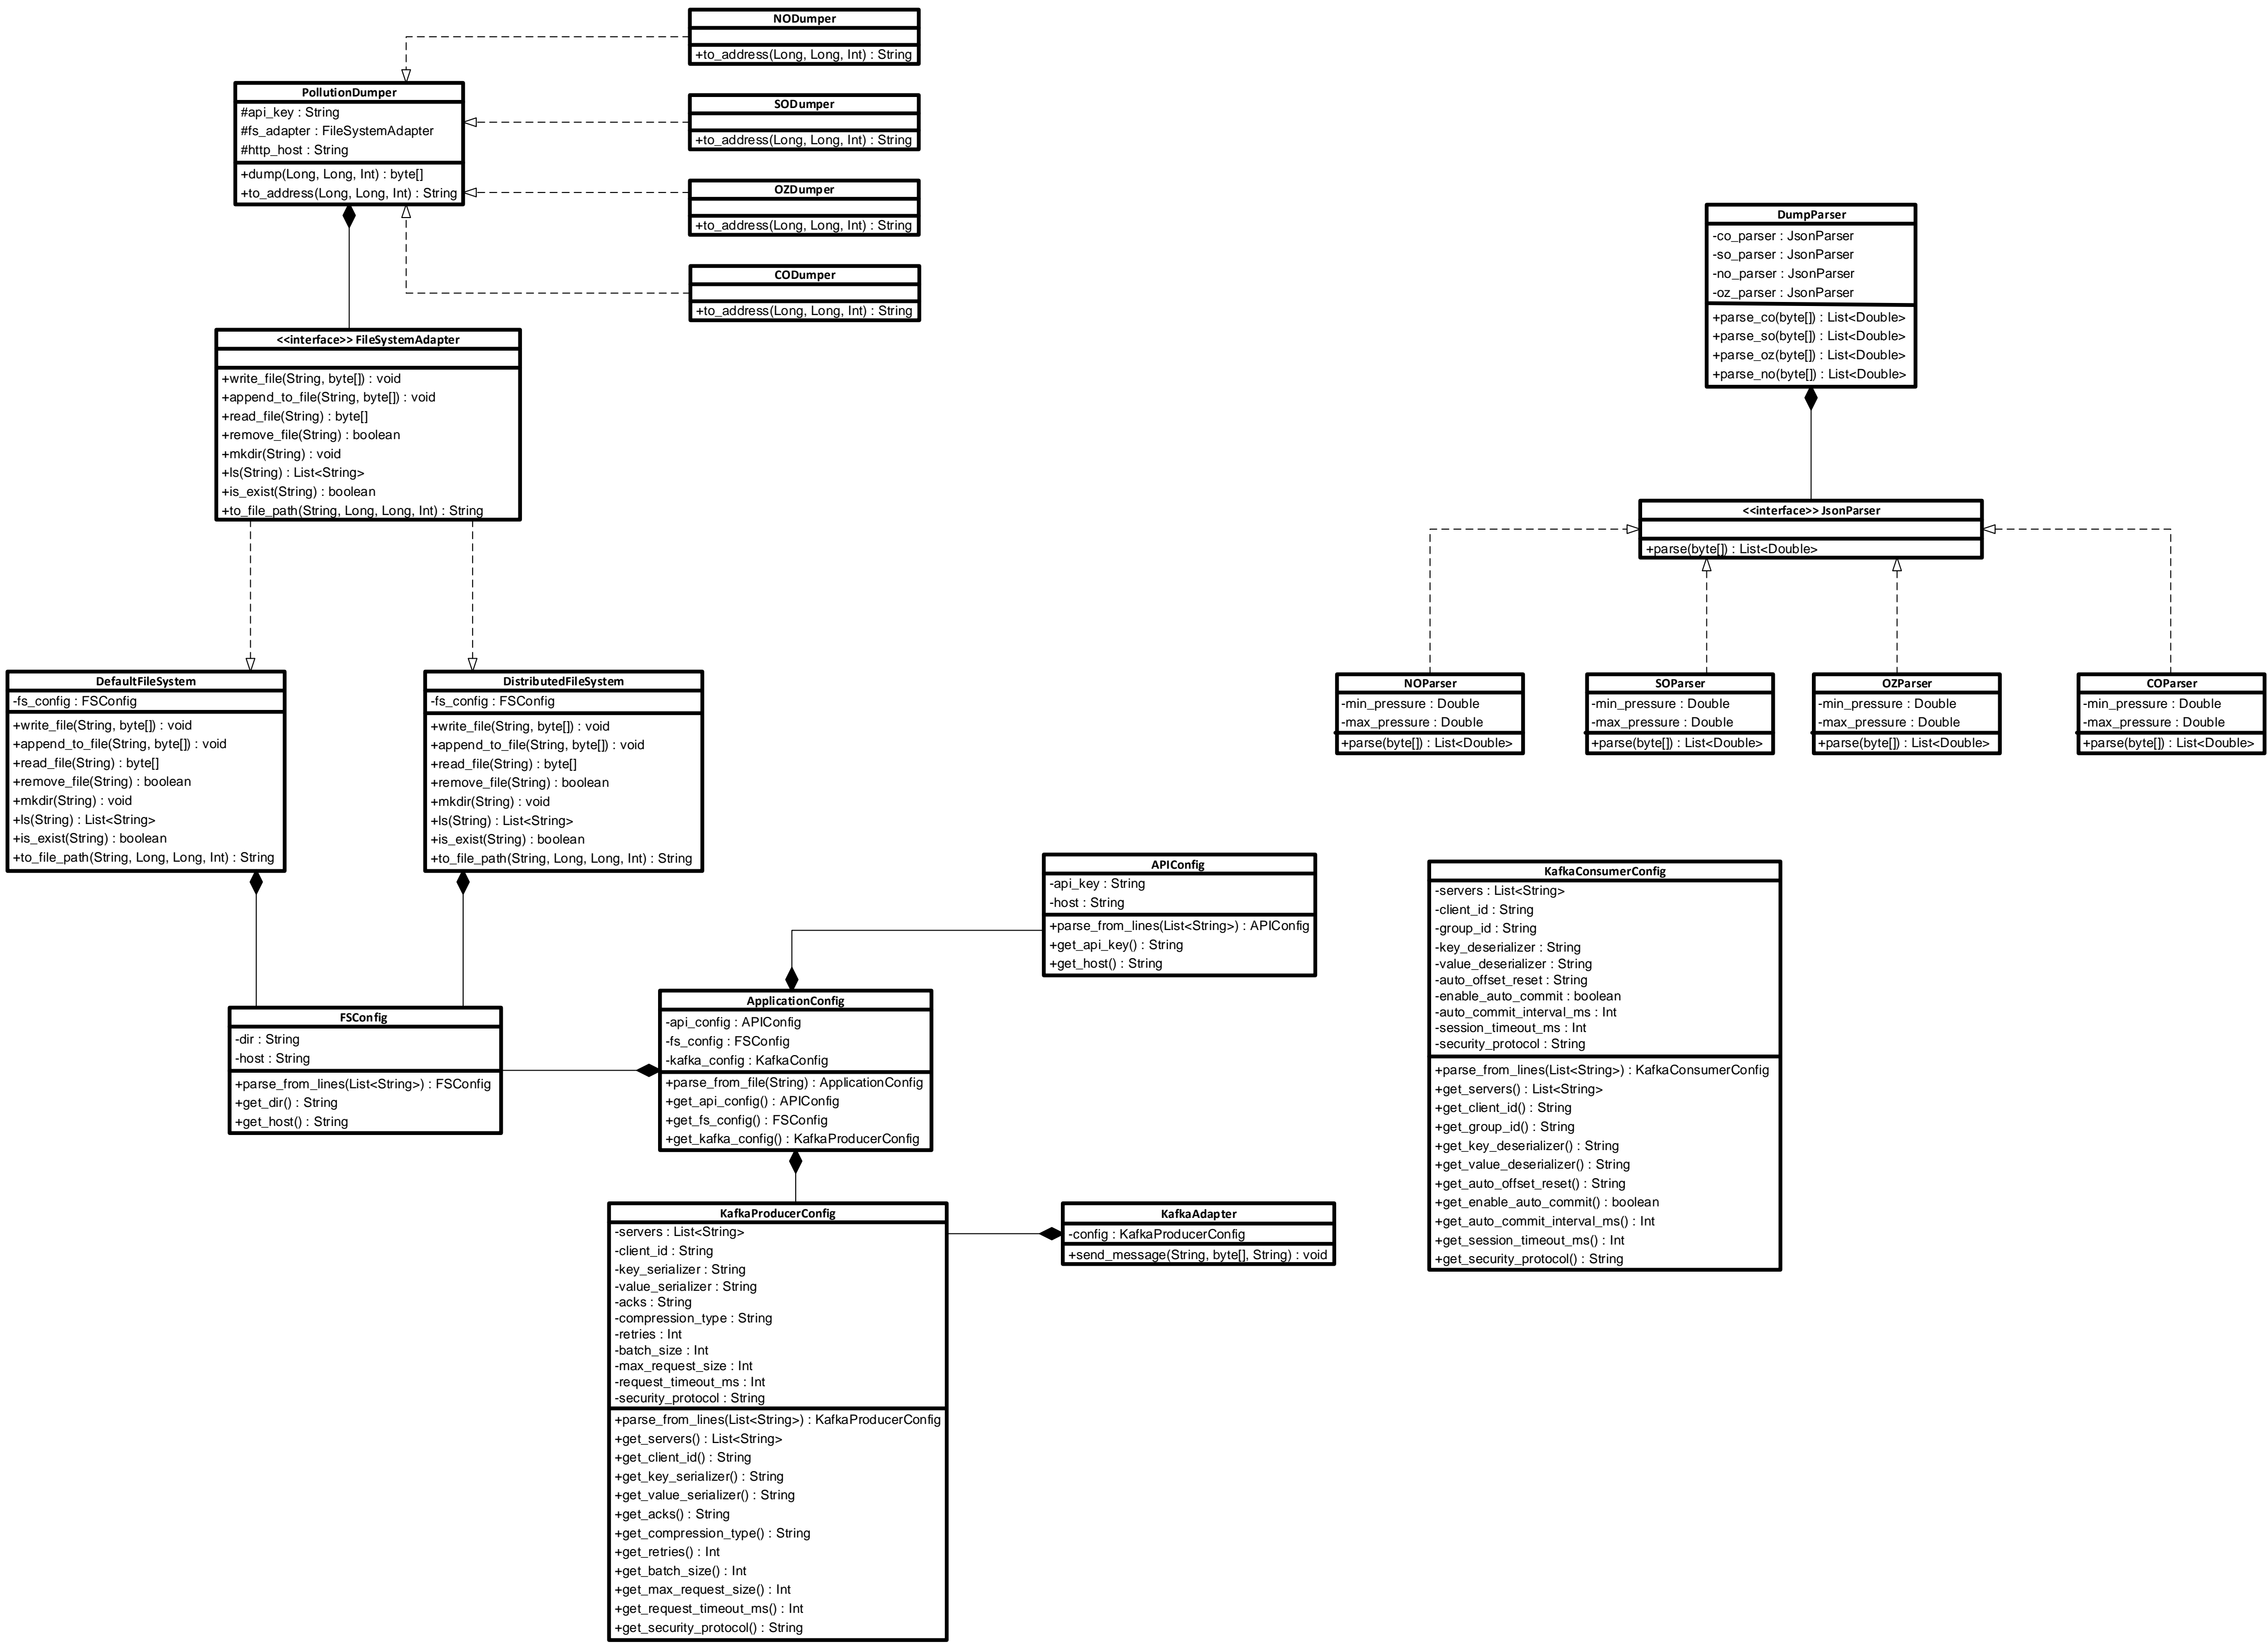 NODumper
+to_address(Long, Long, Int) : String
PollutionDumper
#api_key : String
#fs_adapter : FileSystemAdapter
#http_host : String
+dump(Long, Long, Int) : byte[]
+to_address(Long, Long, Int) : String
SODumper
+to_address(Long, Long, Int) : String
OZDumper
+to_address(Long, Long, Int) : String
CODumper
+to_address(Long, Long, Int) : String
<<interface>> FileSystemAdapter
+write_file(String, byte[]) : void
+append_to_file(String, byte[]) : void
+read_file(String) : byte[]
+remove_file(String) : boolean
+mkdir(String) : void
+ls(String) : List<String>
+is_exist(String) : boolean
+to_file_path(String, Long, Long, Int) : String
DumpParser
-co_parser : JsonParser
-so_parser : JsonParser
-no_parser : JsonParser
-oz_parser : JsonParser
+parse_co(byte[]) : List<Double>
+parse_so(byte[]) : List<Double>
+parse_oz(byte[]) : List<Double>
+parse_no(byte[]) : List<Double>
<<interface>> JsonParser
+parse(byte[]) : List<Double>
DefaultFileSystem
-fs_config : FSConfig
+write_file(String, byte[]) : void
+append_to_file(String, byte[]) : void
+read_file(String) : byte[]
+remove_file(String) : boolean
+mkdir(String) : void
+ls(String) : List<String>
+is_exist(String) : boolean
+to_file_path(String, Long, Long, Int) : String
DistributedFileSystem
-fs_config : FSConfig
+write_file(String, byte[]) : void
+append_to_file(String, byte[]) : void
+read_file(String) : byte[]
+remove_file(String) : boolean
+mkdir(String) : void
+ls(String) : List<String>
+is_exist(String) : boolean
+to_file_path(String, Long, Long, Int) : String
NOParser
-min_pressure : Double
-max_pressure : Double
+parse(byte[]) : List<Double>
SOParser
-min_pressure : Double
-max_pressure : Double
+parse(byte[]) : List<Double>
OZParser
-min_pressure : Double
-max_pressure : Double
+parse(byte[]) : List<Double>
COParser
-min_pressure : Double
-max_pressure : Double
+parse(byte[]) : List<Double>
APIConfig
-api_key : String
-host : String
+parse_from_lines(List<String>) : APIConfig
+get_api_key() : String
+get_host() : String
KafkaConsumerConfig
-servers : List<String>
-client_id : String
-group_id : String
-key_deserializer : String
-value_deserializer : String
-auto_offset_reset : String
-enable_auto_commit : boolean
-auto_commit_interval_ms : Int
-session_timeout_ms : Int
-security_protocol : String
+parse_from_lines(List<String>) : KafkaConsumerConfig
+get_servers() : List<String>
+get_client_id() : String
+get_group_id() : String
+get_key_deserializer() : String
+get_value_deserializer() : String
+get_auto_offset_reset() : String
+get_enable_auto_commit() : boolean
+get_auto_commit_interval_ms() : Int
+get_session_timeout_ms() : Int
+get_security_protocol() : String
FSConfig
-dir : String
-host : String
+parse_from_lines(List<String>) : FSConfig
+get_dir() : String
+get_host() : String
ApplicationConfig
-api_config : APIConfig
-fs_config : FSConfig
-kafka_config : KafkaConfig
+parse_from_file(String) : ApplicationConfig
+get_api_config() : APIConfig
+get_fs_config() : FSConfig
+get_kafka_config() : KafkaProducerConfig
KafkaProducerConfig
-servers : List<String>
-client_id : String
-key_serializer : String
-value_serializer : String
-acks : String
-compression_type : String
-retries : Int
-batch_size : Int
-max_request_size : Int
-request_timeout_ms : Int
-security_protocol : String
+parse_from_lines(List<String>) : KafkaProducerConfig
+get_servers() : List<String>
+get_client_id() : String
+get_key_serializer() : String
+get_value_serializer() : String
+get_acks() : String
+get_compression_type() : String
+get_retries() : Int
+get_batch_size() : Int
+get_max_request_size() : Int
+get_request_timeout_ms() : Int
+get_security_protocol() : String
KafkaAdapter
-config : KafkaProducerConfig
+send_message(String, byte[], String) : void